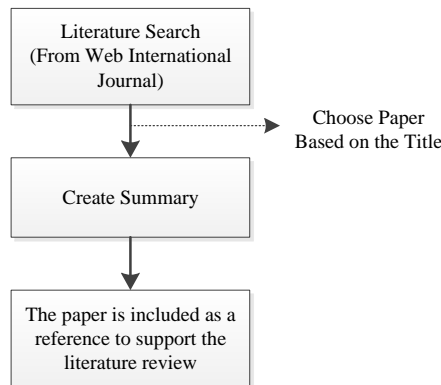 Literature Search
(From Web International
Journal)
Choose Paper
Based on the Title
Create Summary
The paper is included as a
reference to support the
literature review